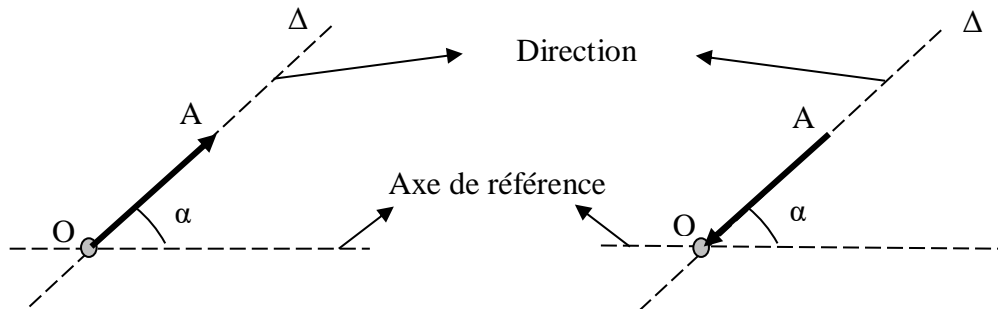 Δ
Δ
Direction
A
A
Axe de référence
α
α
O
O